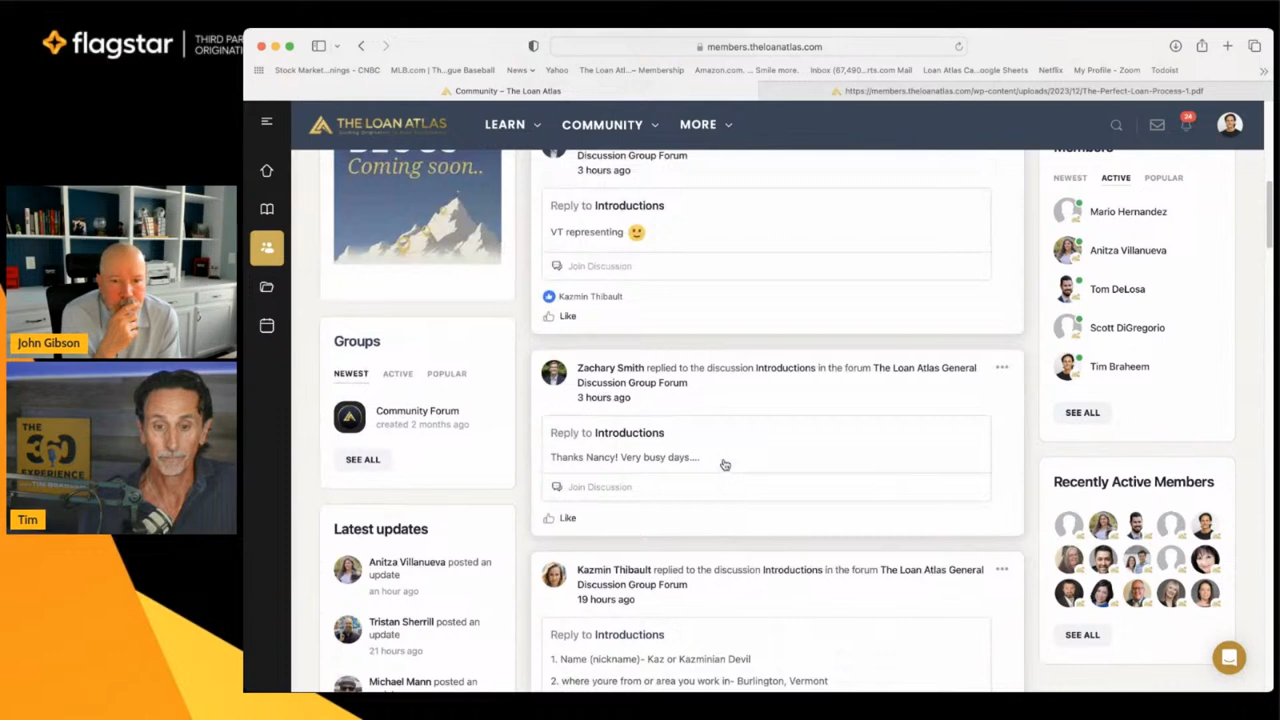 flagstar
THIRD PAR
ORIGINATI
members.theloanatlas.com
Stock Market...nings - CNBC
MLB.com | Th...gue Baseball
News
Yahoo
The Loan Atl... – Membership
Amazon.com. ... Smile more.
Inbox (67,490...rts.com Mail
Loan Atlas Ca...oogle Sheets
Netflix
My Profile - Zoom
Todoist
Community – The Loan Atlas
https://members.theloanatlas.com/wp-content/uploads/2023/12/The-Perfect-Loan-Process-1.pdf
THE LOAN ATLAS
LEARN
COMMUNITY
MORE
Coming soon..
Discussion Group Forum
3 hours ago
Reply to Introductions
VT representing
Join Discussion
Kazmin Thibault
Like
Members
NEWEST
ACTIVE
POPULAR
Mario Hernandez
Anitza Villanueva
Tom DeLosa
Scott DiGregorio
Tim Braheem
SEE ALL
Groups
NEWEST
ACTIVE
POPULAR
Community Forum
created 2 months ago
SEE ALL
Zachary Smith replied to the discussion Introductions in the forum The Loan Atlas General
Discussion Group Forum
3 hours ago
Reply to Introductions
Thanks Nancy! Very busy days....
Join Discussion
Like
Recently Active Members
SEE ALL
Latest updates
Anitza Villanueva posted an
update
an hour ago
Tristan Sherrill posted an
update
21 hours ago
Michael Mann posted an
Kazmin Thibault replied to the discussion Introductions in the forum The Loan Atlas General
Discussion Group Forum
19 hours ago
Reply to Introductions
1. Name (nickname)- Kaz or Kazminian Devil
2. where youre from or area you work in- Burlington, Vermont
John Gibson
THE
360
EXPERIENCE
Tim